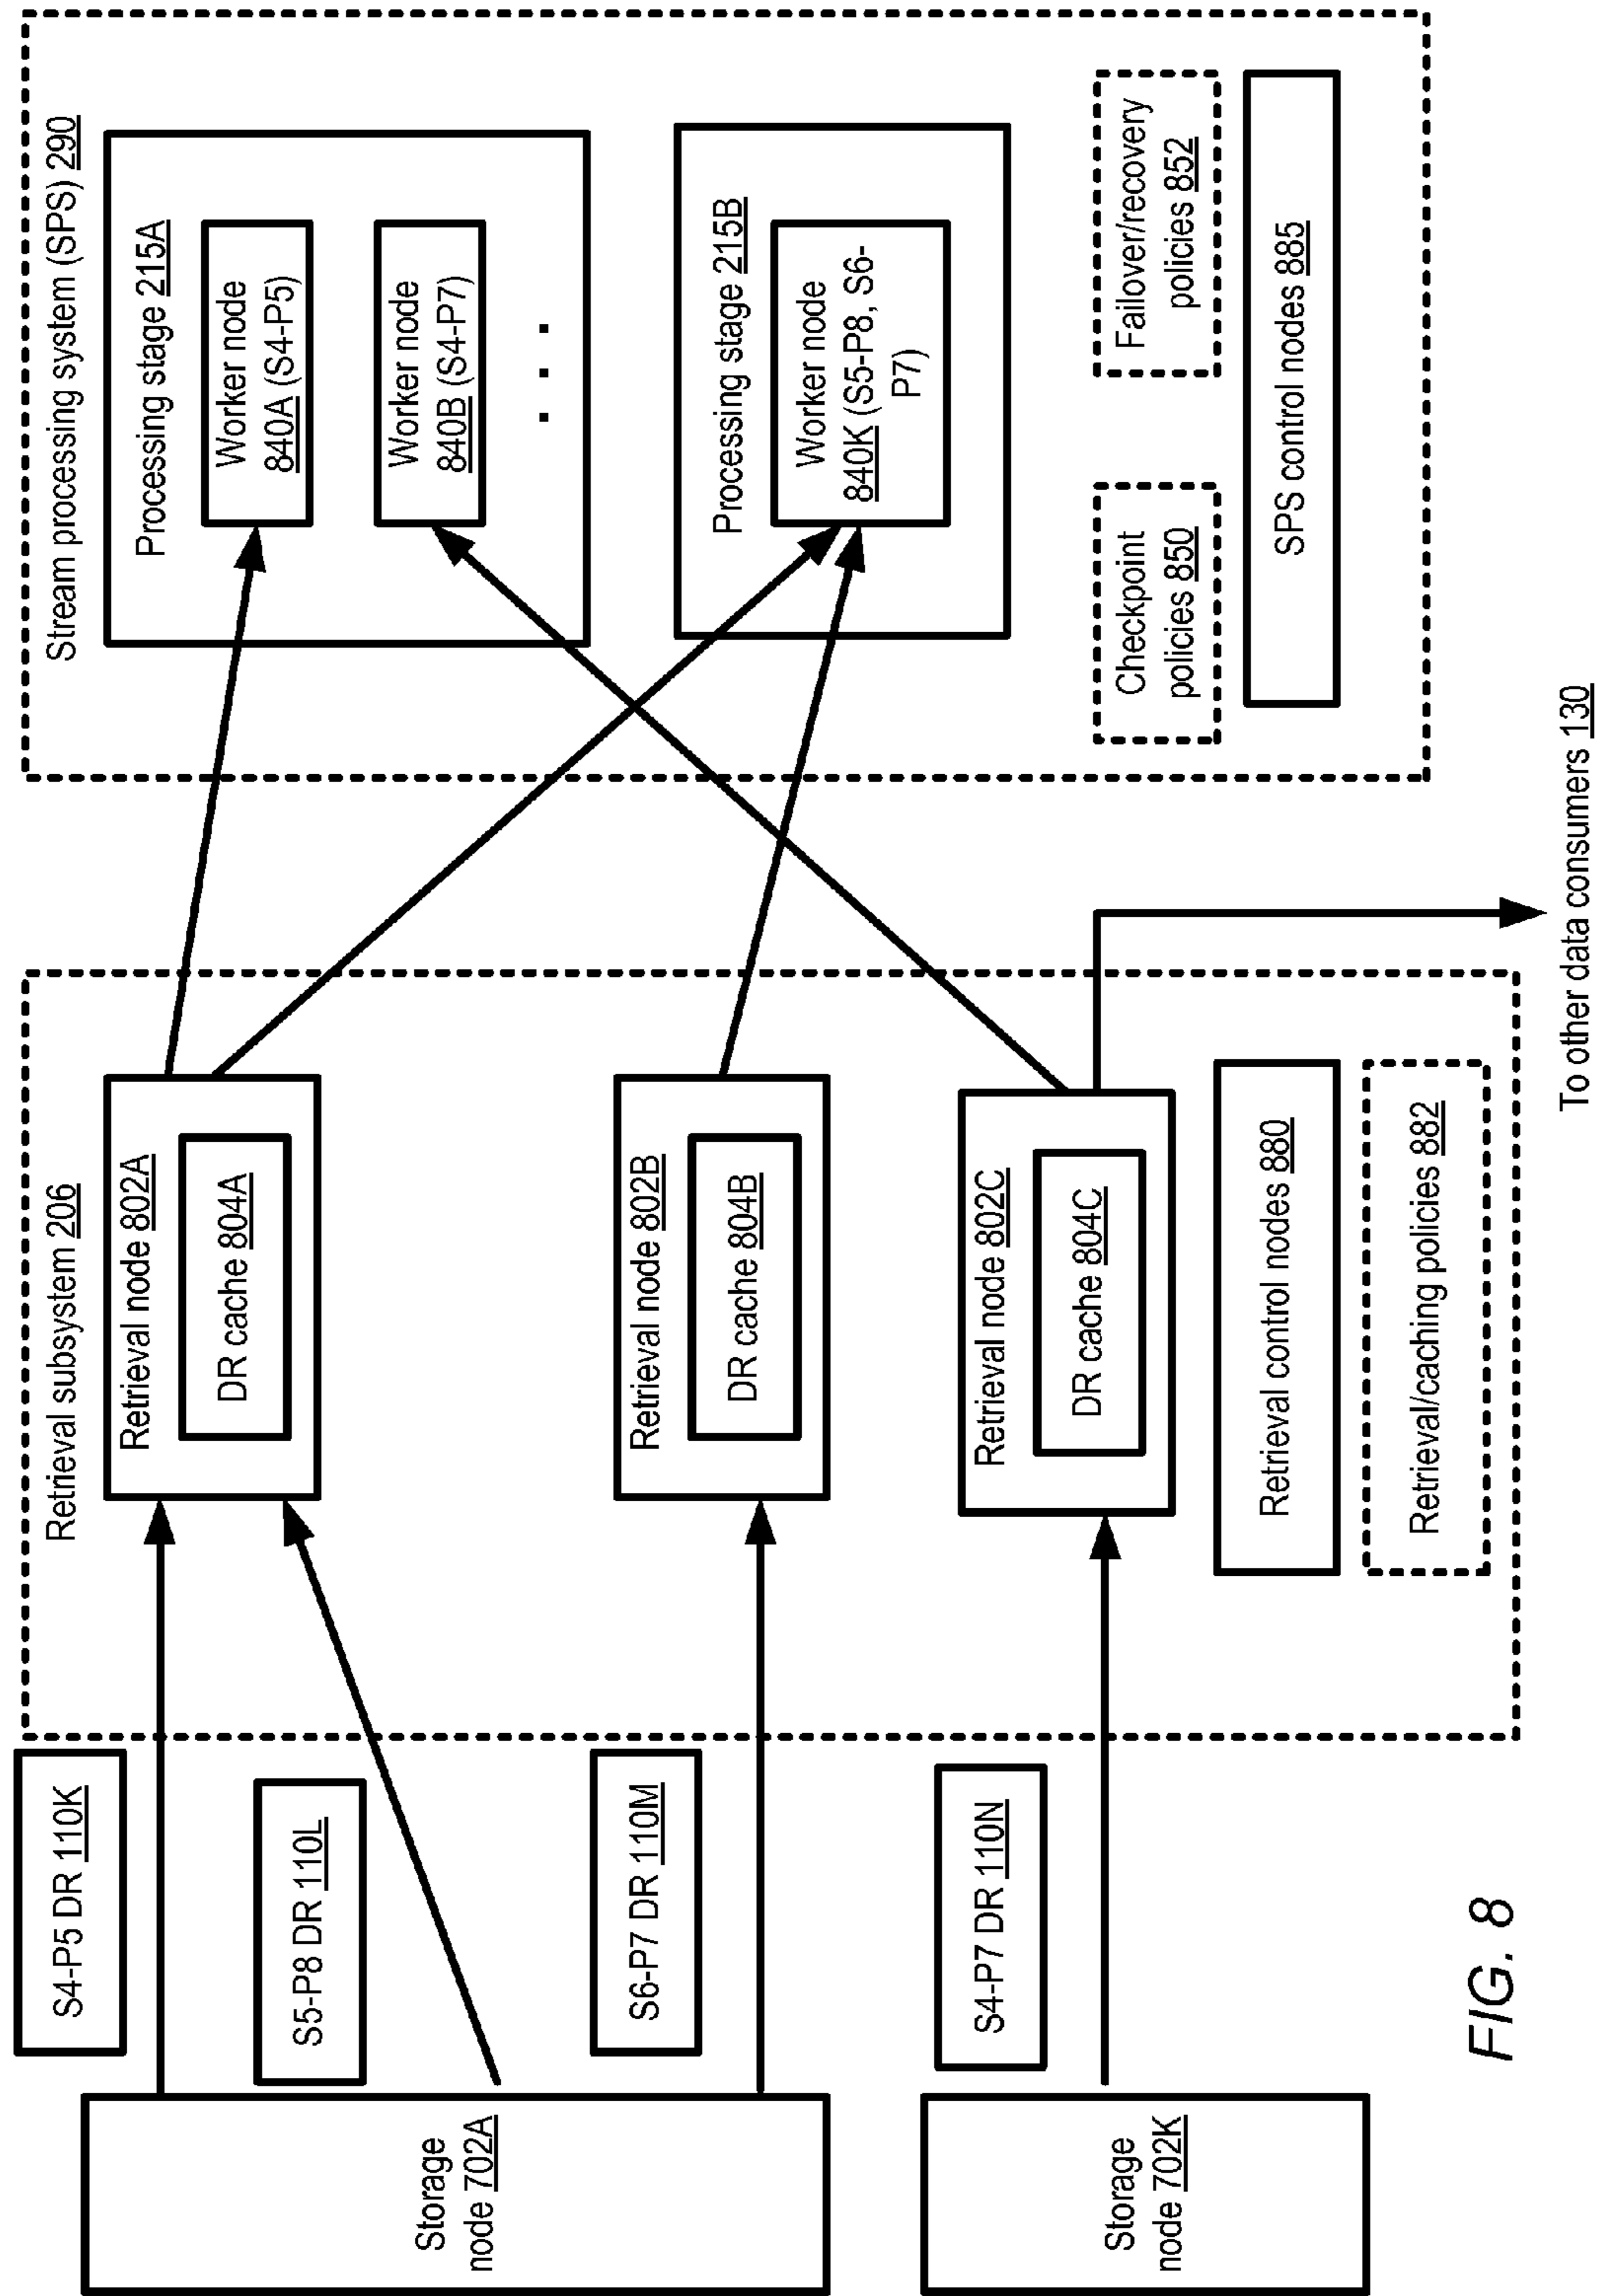 Storage
node 702A
Storage
node 702K
S4-P5 DR 110K
S5-P8 DR 110L
S6-P7 DR 110M
S4-P7 DR 110N
Retrieval subsystem 206
Retrieval node 802A
DR cache 804A
Retrieval node 802B
DR cache 804B
Retrieval node 802C
DR cache 804C
Retrieval control nodes 880
Retrieval/caching policies 882
Stream processing system (SPS) 290
Processing stage 215A
Worker node
840A (S4-P5)
Worker node
840B (S4-P7)
. . .
Processing stage 215B
Worker node
840K (S5-P8, S6-
P7)
Checkpoint
policies 850
Failover/recovery
policies 852
SPS control nodes 885
To other data consumers 130
FIG. 8